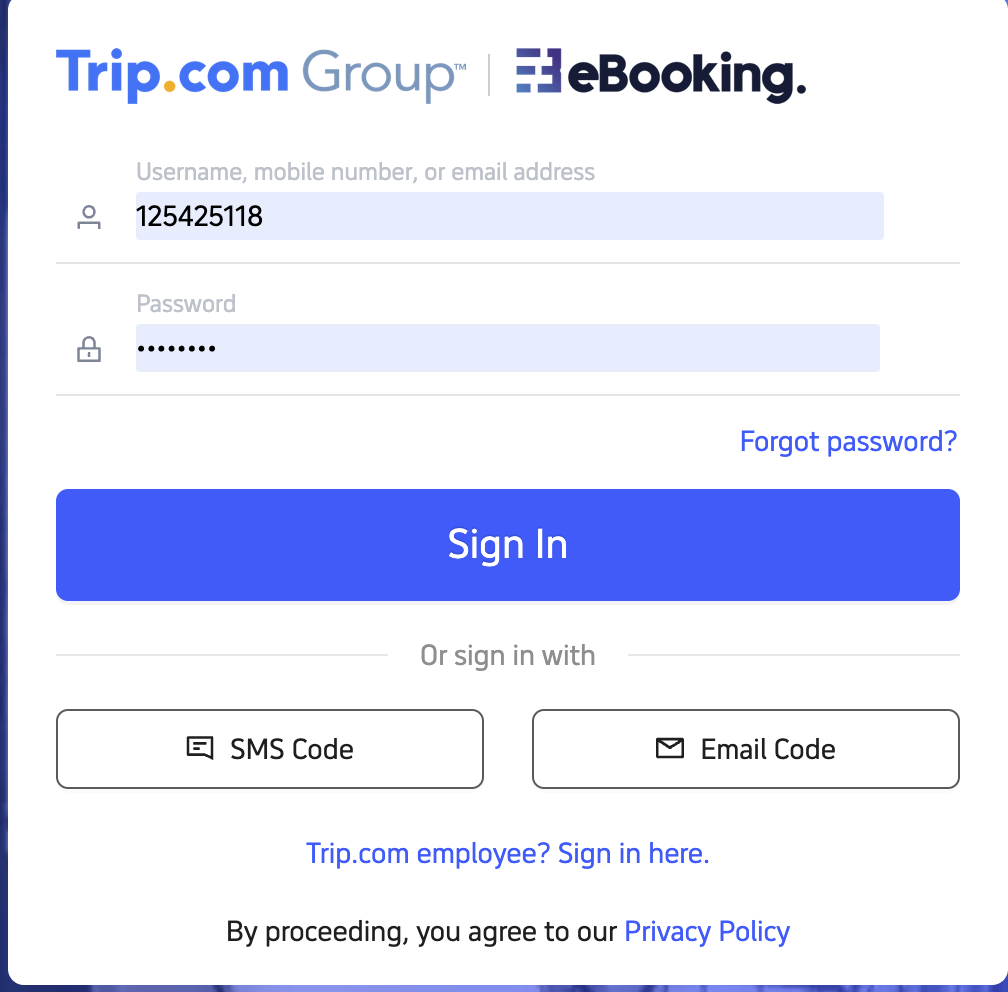 Trip.com Group™ | eBooking.
Username, mobile number, or email address
125425118
Password
••••••••
Forgot password?
Sign In
Or sign in with
SMS Code
Email Code
Trip.com employee? Sign in here.
By proceeding, you agree to our Privacy Policy